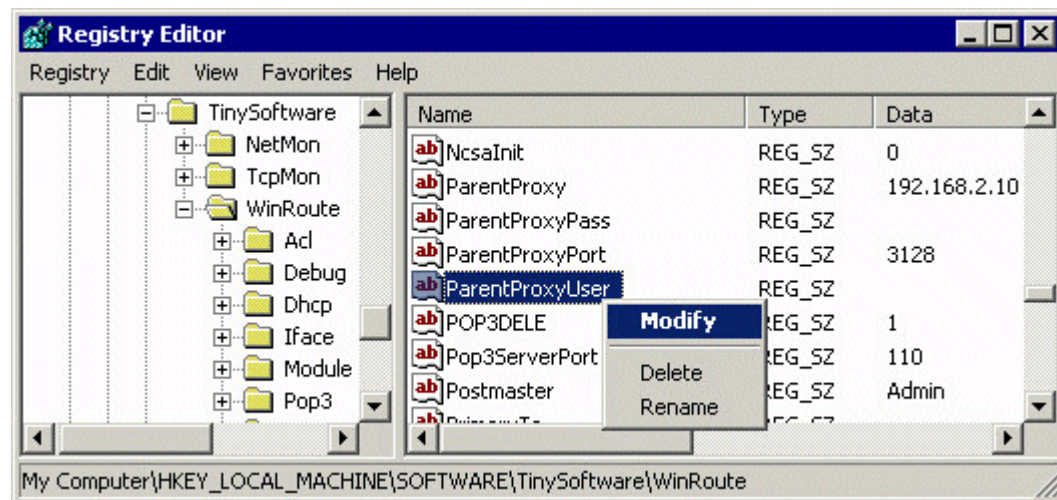 Registry Editor
Registry Edit View Favorites Help
TinySoftware
NetMon
TcpMon
WinRoute
Acl
Debug
Dhcp
Iface
Module
Pop3
Name Type Data
NcsaInit REG_SZ 0
ParentProxy REG_SZ 192.168.2.10
ParentProxyPass REG_SZ
ParentProxyPort REG_SZ 3128
ParentProxyUser REG_SZ
POP3DELE REG_SZ 1
Pop3ServerPort REG_SZ 110
Postmaster REG_SZ Admin
Modify
Delete
Rename
My Computer\HKEY_LOCAL_MACHINE\SOFTWARE\TinySoftware\WinRoute